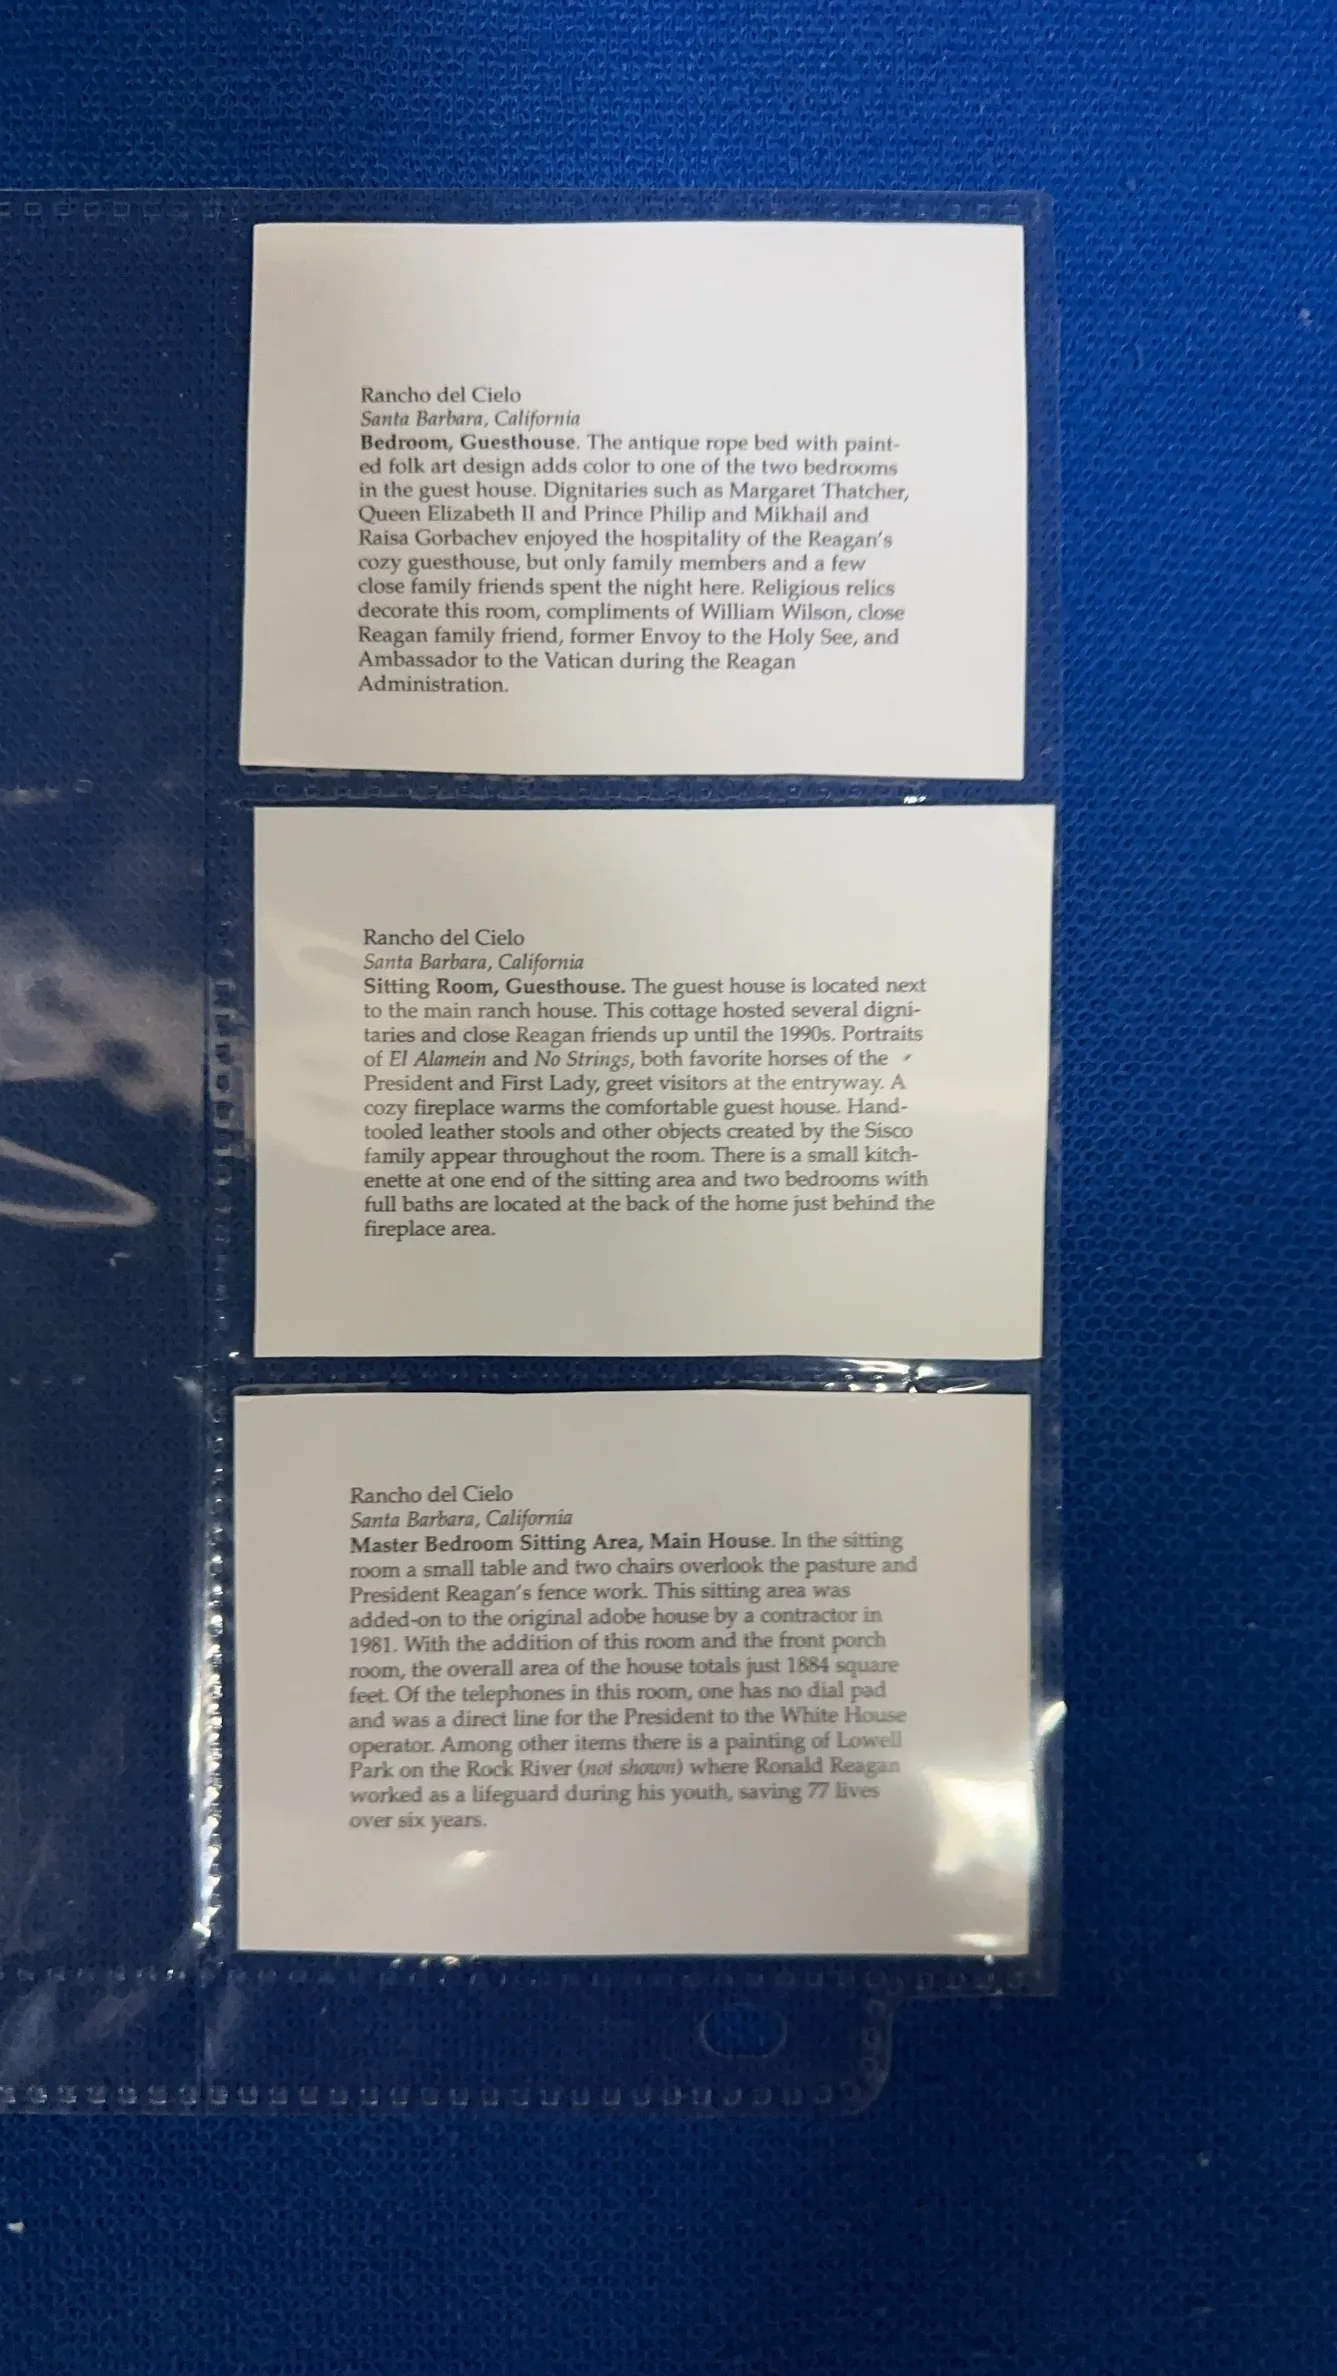 Rancho del Cielo
Santa Barbara, California
Bedroom, Guesthouse. The antique rope bed with paint-
ed folk art design adds color to one of the two bedrooms
in the guest house. Dignitaries such as Margaret Thatcher,
Queen Elizabeth II and Prince Philip and Mikhail and
Raisa Gorbachev enjoyed the hospitality of the Reagan's
cozy guesthouse, but only family members and a few
close family friends spent the night here. Religious relics
decorate this room, compliments of William Wilson, close
Reagan family friend, former Envoy to the Holy See, and
Ambassador to the Vatican during the Reagan
Administration.
Rancho del Cielo
Santa Barbara, California
Sitting Room, Guesthouse. The guest house is located next
to the main ranch house. This cottage hosted several digni-
taries and close Reagan friends up until the 1990s. Portraits
of El Alamein and No Strings, both favorite horses of the
President and First Lady, greet visitors at the entryway. A
cozy fireplace warms the comfortable guest house. Hand-
tooled leather stools and other objects created by the Sisco
family appear throughout the room. There is a small kitch-
enette at one end of the sitting area and two bedrooms with
full baths are located at the back of the home just behind the
fireplace area.
Rancho del Cielo
Santa Barbara, California
Master Bedroom Sitting Area, Main House. In the sitting
room a small table and two chairs overlook the pasture and
President Reagan's fence work. This sitting area was
added-on to the original adobe house by a contractor in
1981. With the addition of this room and the front porch
room, the overall area of the house totals just 1884 square
feet. Of the telephones in this room, one has no dial pad
and was a direct line for the President to the White House
operator. Among other items there is a painting of Lowell
Park on the Rock River (not shown) where Ronald Reagan
worked as a lifeguard during his youth, saving 77 lives
over six years.